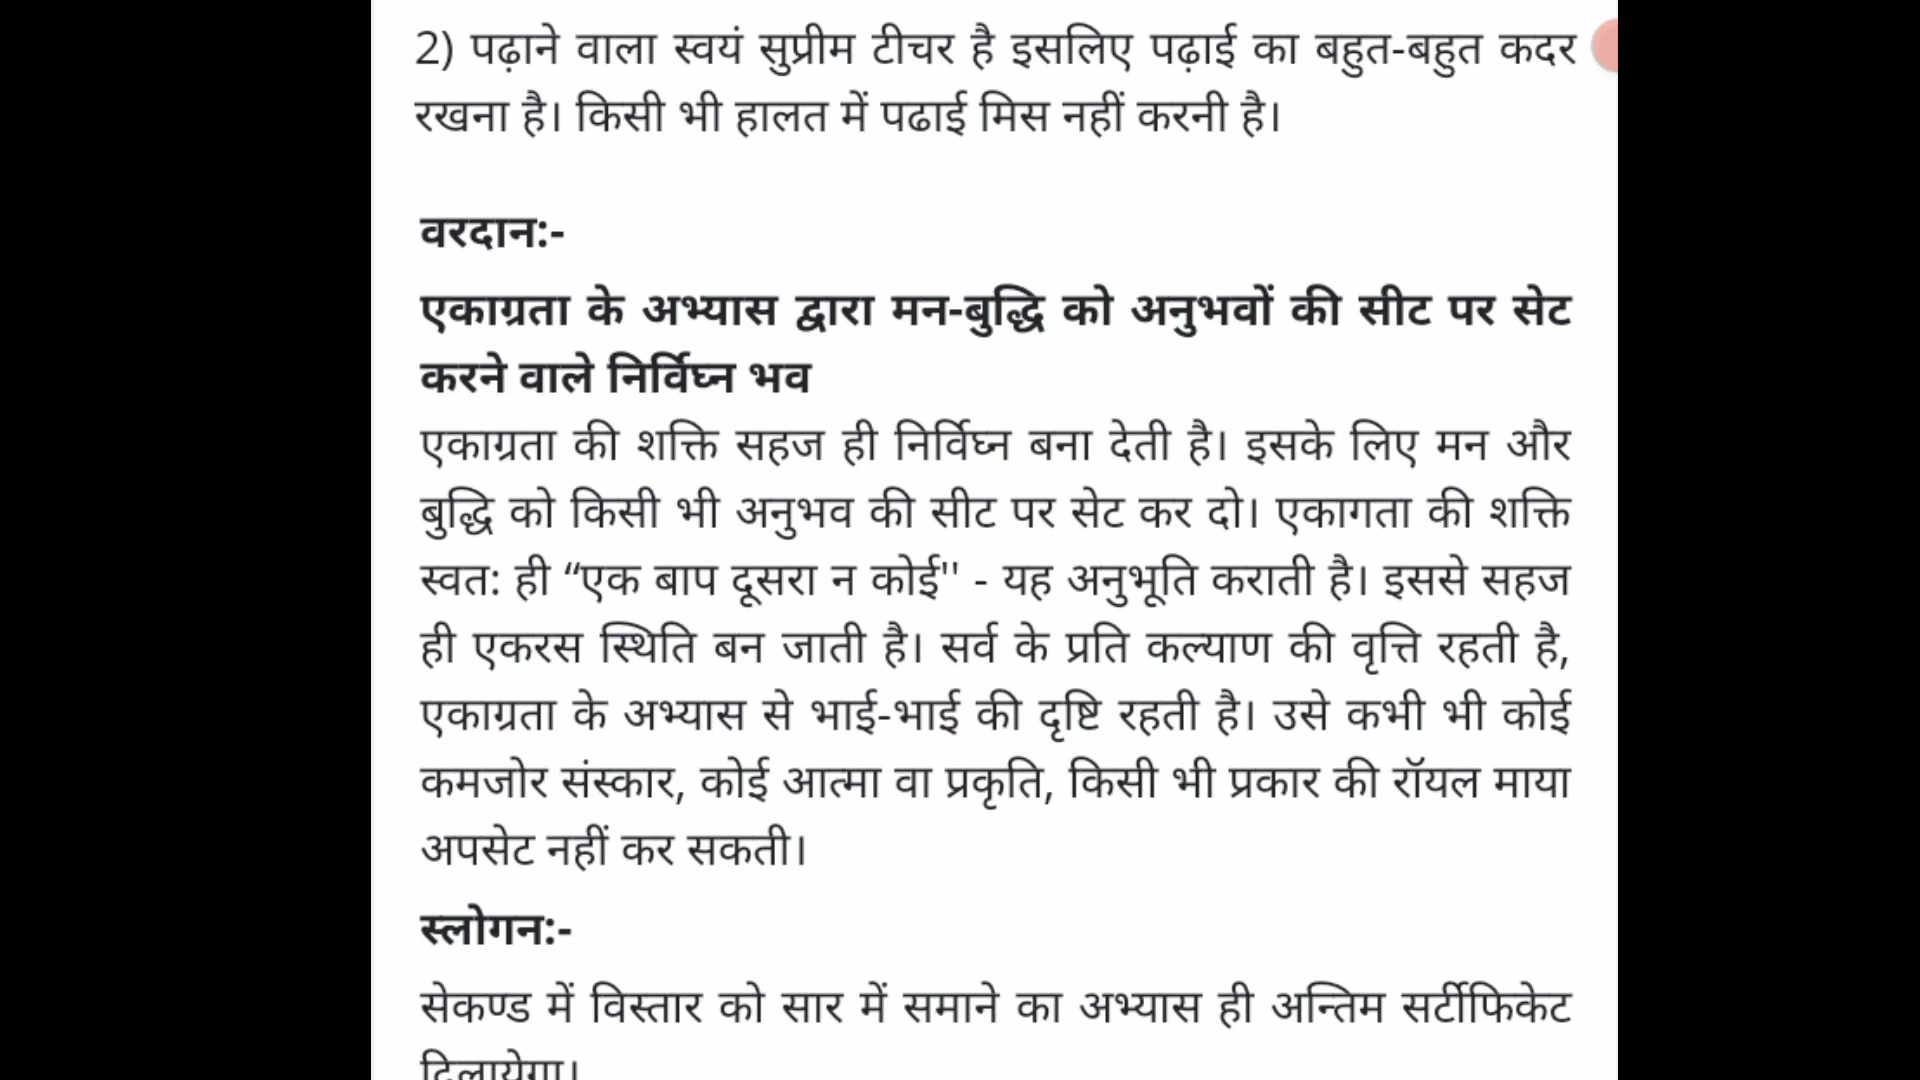 2) पढ़ाने वाला स्वयं सुप्रीम टीचर है इसलिए पढ़ाई का बहुत-बहुत कदर
रखना है। किसी भी हालत में पढाई मिस नहीं करनी है।
वरदान:-
एकाग्रता के अभ्यास द्वारा मन-बुद्धि को अनुभवों की सीट पर सेट
करने वाले निर्विघ्न भव
एकाग्रता की शक्ति सहज ही निर्विघ्न बना देती है। इसके लिए मन और
बुद्धि को किसी भी अनुभव की सीट पर सेट कर दो। एकागता की शक्ति
स्वत: ही “एक बाप दूसरा न कोई'' - यह अनुभूति कराती है। इससे सहज
ही एकरस स्थिति बन जाती है। सर्व के प्रति कल्याण की वृत्ति रहती है,
एकाग्रता के अभ्यास से भाई-भाई की दृष्टि रहती है। उसे कभी भी कोई
कमजोर संस्कार, कोई आत्मा वा प्रकृति, किसी भी प्रकार की रॉयल माया
अपसेट नहीं कर सकती।
स्लोगन:-
सेकण्ड में विस्तार को सार में समाने का अभ्यास ही अन्तिम सर्टीफिकेट
दिलायेगा।